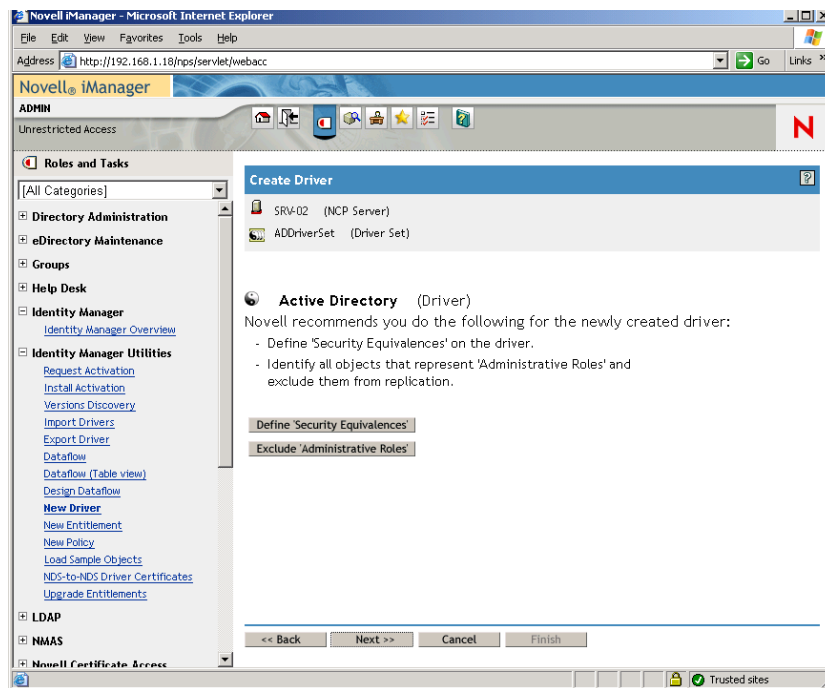 Novell iManager - Microsoft Internet Explorer
File Edit View Favorites Tools Help
Address http://192.168.1.18/nps/servlet/webacc Go Links »
Novell® iManager
ADMIN
Unrestricted Access
N
Roles and Tasks
[All Categories]
Directory Administration
eDirectory Maintenance
Groups
Help Desk
Identity Manager
Identity Manager Overview
Identity Manager Utilities
Request Activation
Install Activation
Versions Discovery
Import Drivers
Export Driver
Dataflow
Dataflow (Table view)
Design Dataflow
New Driver
New Entitlement
New Policy
Load Sample Objects
NDS-to-NDS Driver Certificates
Upgrade Entitlements
LDAP
NMAS
Novell Certificate Access
Create Driver ?
SRV-02 (NCP Server)
ADDriverSet (Driver Set)
Active Directory (Driver)
Novell recommends you do the following for the newly created driver:
- Define 'Security Equivalences' on the driver.
- Identify all objects that represent 'Administrative Roles' and
exclude them from replication.
Define 'Security Equivalences'
Exclude 'Administrative Roles'
<< Back Next >> Cancel Finish
Trusted sites